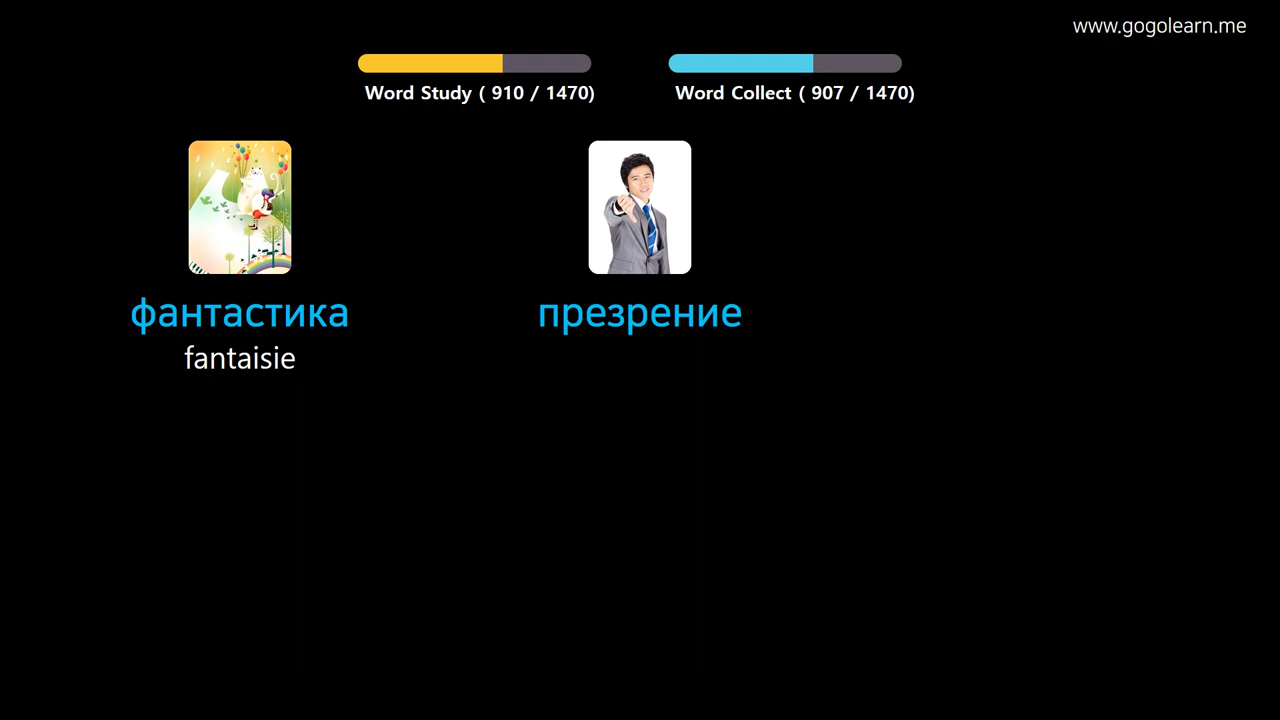 www.gogolearn.me
Word Study ( 910 / 1470)
Word Collect ( 907 / 1470)
фантастика
презрение
fantaisie